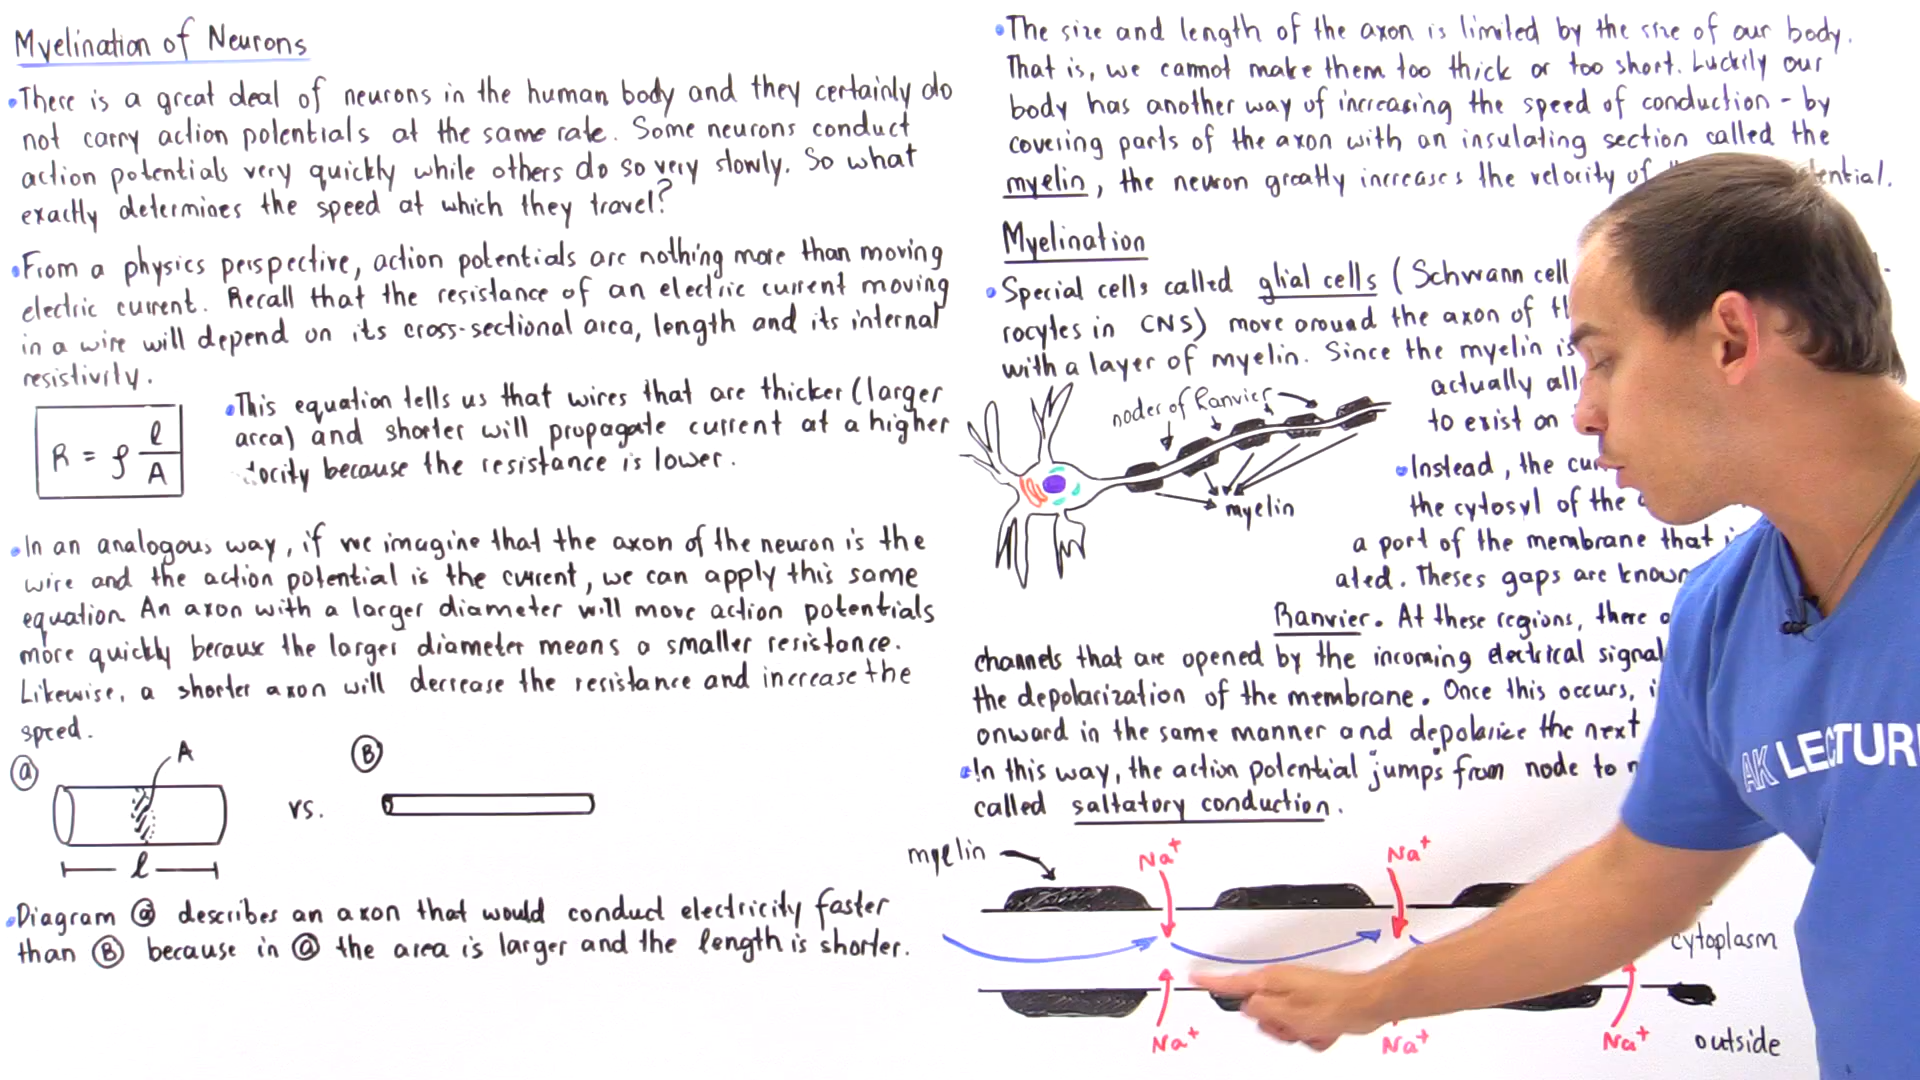 Myelination of Neurons
•There is a great deal of neurons in the human body and they certainly do
not carry action potentials at the same rate. Some neurons conduct
action potentials very quickly while others do so very slowly. So what
exactly determines the speed at which they travel?
•From a physics perspective, action potentials are nothing more than moving
electric current. Recall that the resistance of an electric current moving
in a wire will depend on its cross-sectional area, length and its internal
resistivity.
R = ρ l/A
•This equation tells us that wires that are thicker (larger
area) and shorter will propagate current at a higher
ocity because the resistance is lower.
•In an analogous way, if we imagine that the axon of the neuron is the
wire and the action potential is the current, we can apply this same
equation. An axon with a larger diameter will move action potentials
more quickly because the larger diameter means a smaller resistance.
Likewise, a shorter axon will decrease the resistance and increase the
speed.
ⓐ
A
l
vs.
Ⓑ
•Diagram ⓐ describes an axon that would conduct electricity faster
than Ⓑ because in ⓐ the area is larger and the length is shorter.
•The size and length of the axon is limited by the size of our body.
That is, we cannot make them too thick or too short. Luckily our
body has another way of increasing the speed of conduction - by
covering parts of the axon with an insulating section called the
myelin, the neuron greatly increases the velocity of ential.
Myelination
•Special cells called glial cells (Schwann cell
rocytes in CNS) move around the axon of th
with a layer of myelin. Since the myelin is
actually all
to exist on
nodes of Ranvier
myelin
•Instead, the cu
the cytosyl of the
a port of the membrane that i
ated. Theses gaps are known
Ranvier. At these regions, there a
channels that are opened by the incoming electrical signal
the depolarization of the membrane. Once this occurs, i
onward in the same manner and depolarize the next
•In this way, the action potential "jumps" from node to n
called saltatory conduction.
myelin
Na⁺
Na⁺
cytoplasm
Na⁺
Na⁺
Na⁺
outside
AK LECTUR